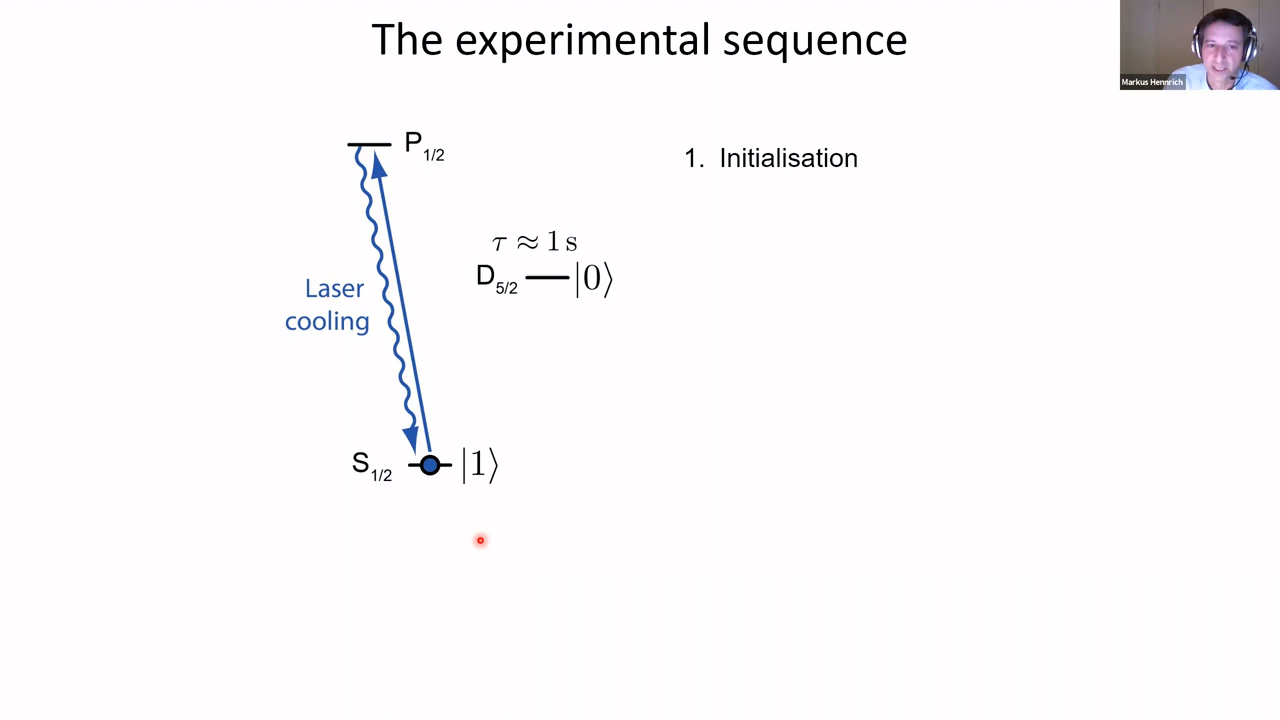 The experimental sequence
Markus Hennrich
P1/2
1. Initialisation
τ ≈ 1 s
D5/2 |0⟩
Laser
cooling
S1/2 |1⟩